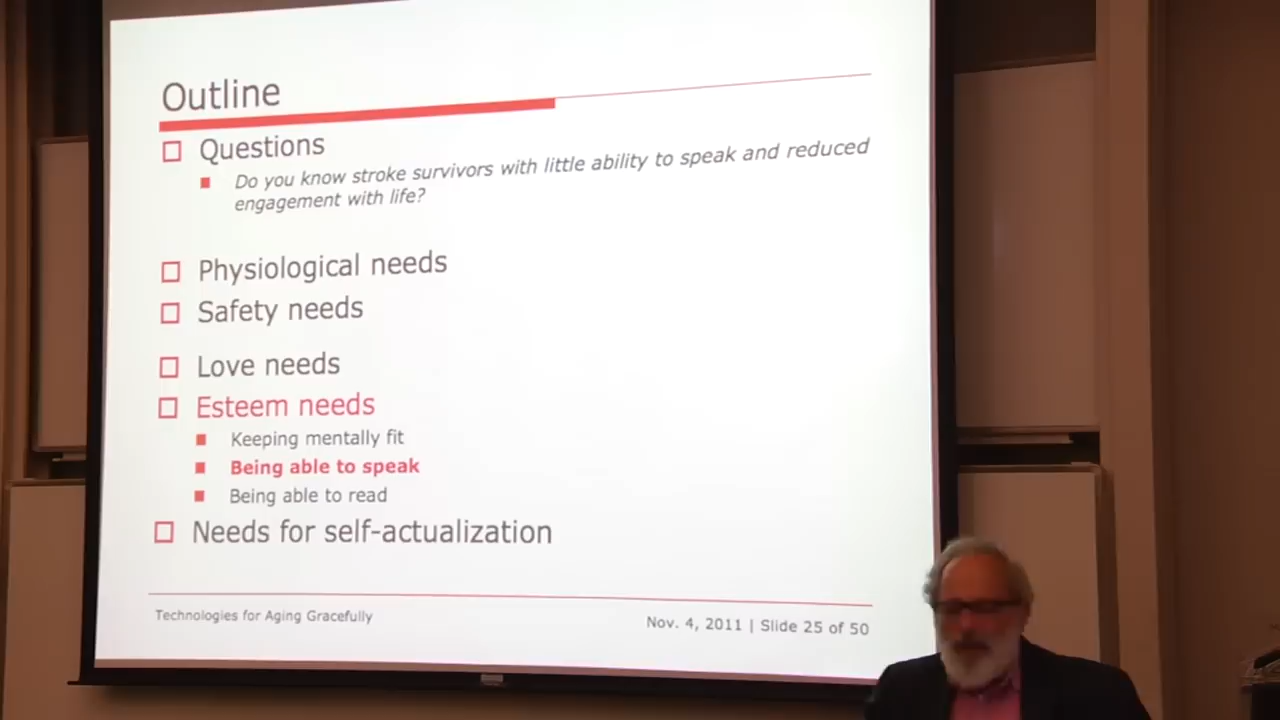 Outline
Questions
Do you know stroke survivors with little ability to speak and reduced
engagement with life?
Physiological needs
Safety needs
Love needs
Esteem needs
Keeping mentally fit
Being able to speak
Being able to read
Needs for self-actualization
Technologies for Aging Gracefully
Nov. 4, 2011 | Slide 25 of 50